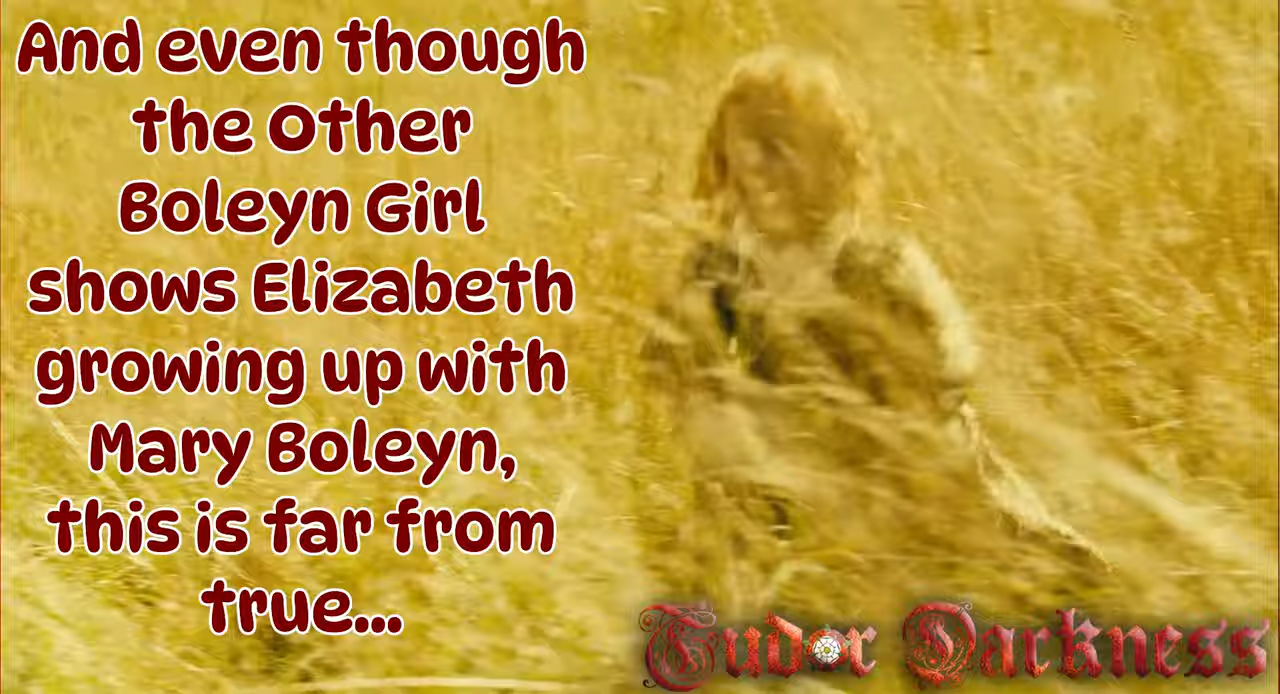 And even though
the Other
Boleyn Girl
shows Elizabeth
growing up with
Mary Boleyn,
this is far from
true...
Tudor Darkness